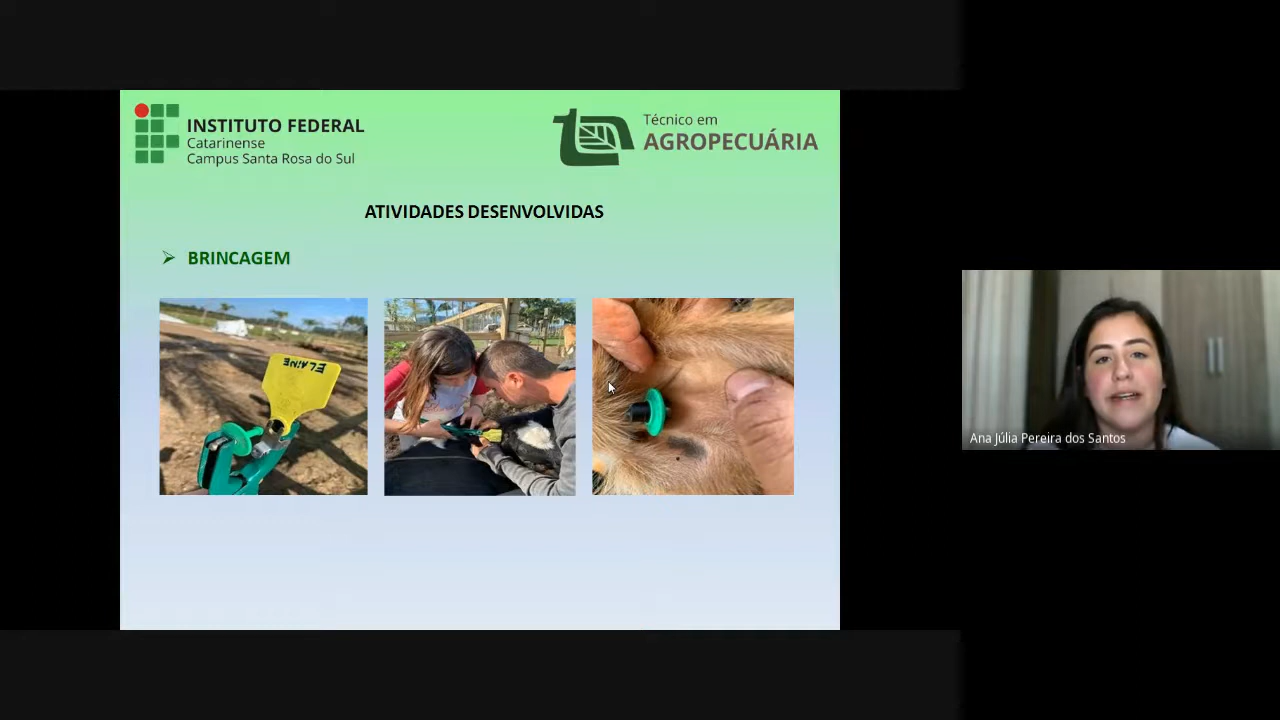 INSTITUTO FEDERAL
Catarinense
Campus Santa Rosa do Sul
Técnico em
AGROPECUÁRIA
ATIVIDADES DESENVOLVIDAS
BRINCAGEM
ELAINE
Ana Júlia Pereira dos Santos